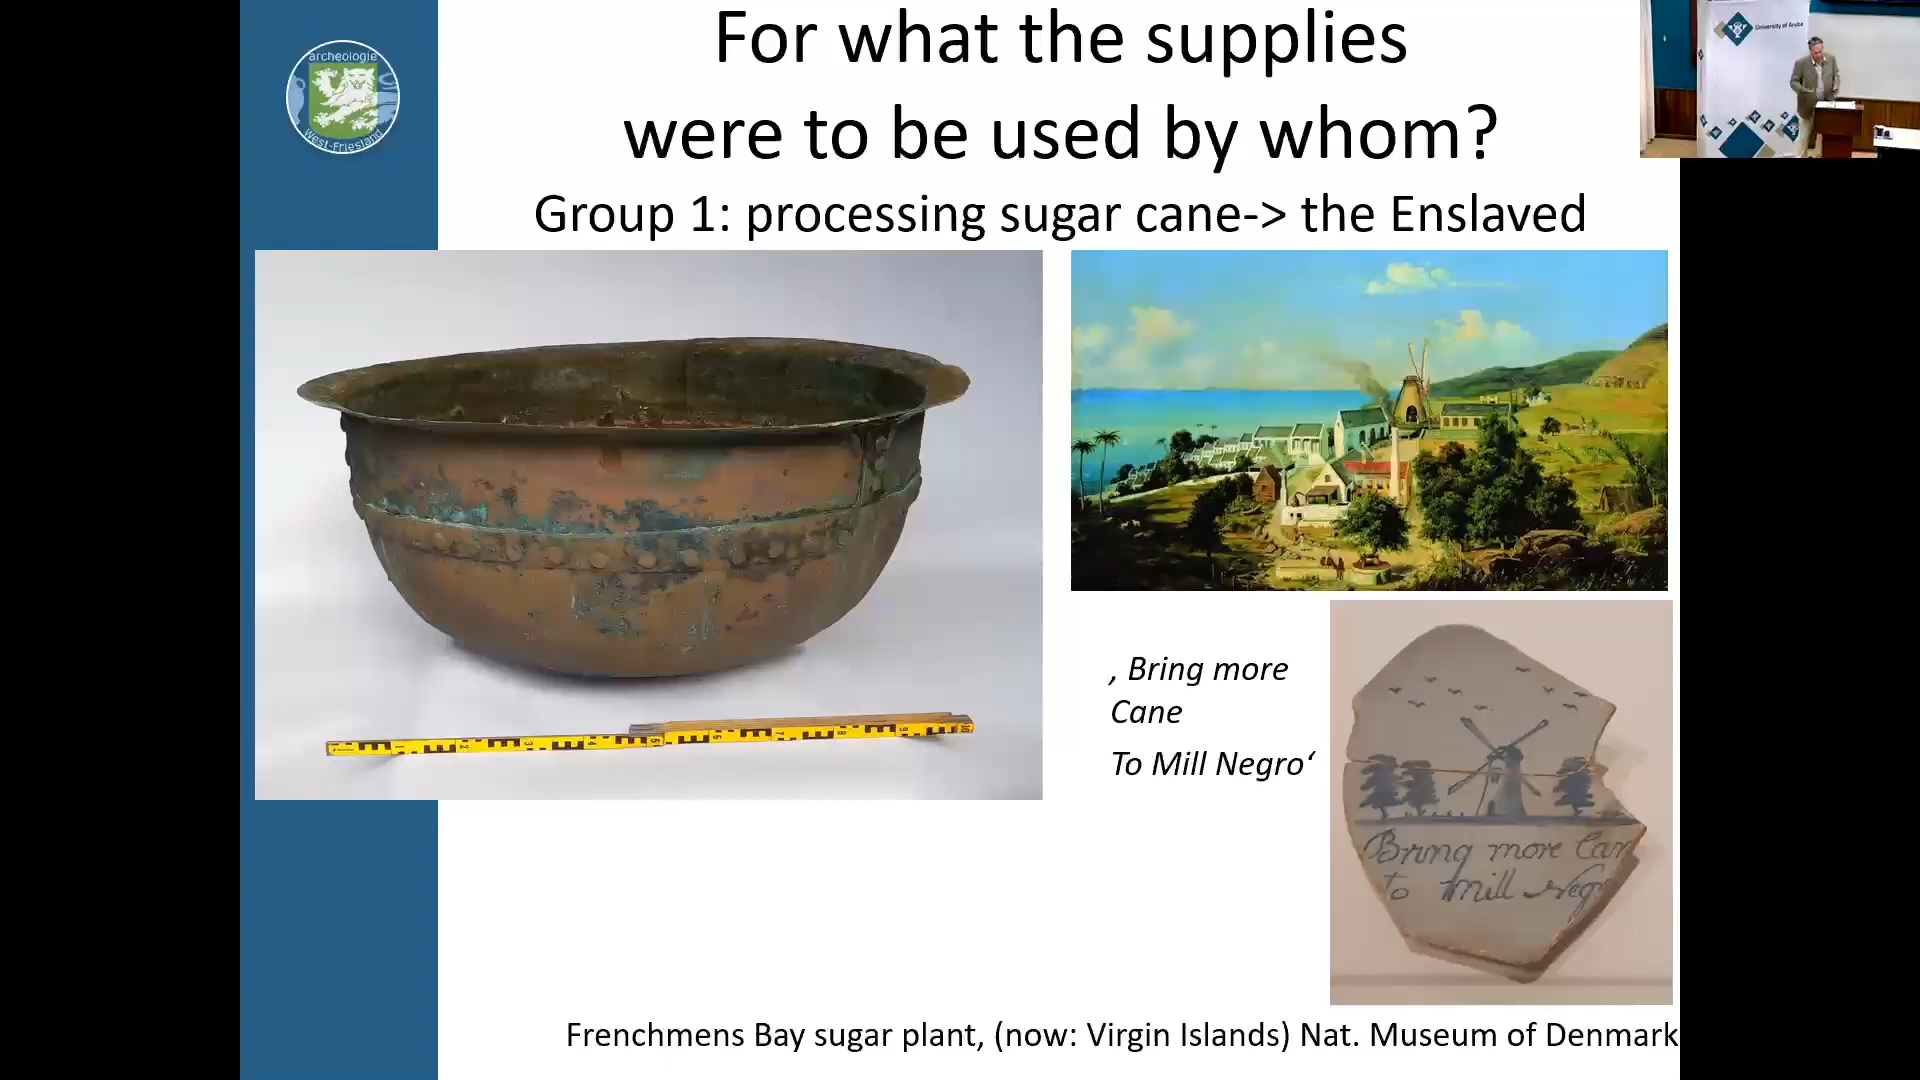 archeologie
West-Friesland
For what the supplies
were to be used by whom?
Group 1: processing sugar cane-> the Enslaved
University of Aruba
, Bring more
Cane
To Mill Negro‘
Bring more Can
to mill Neg
Frenchmens Bay sugar plant, (now: Virgin Islands) Nat. Museum of Denmark